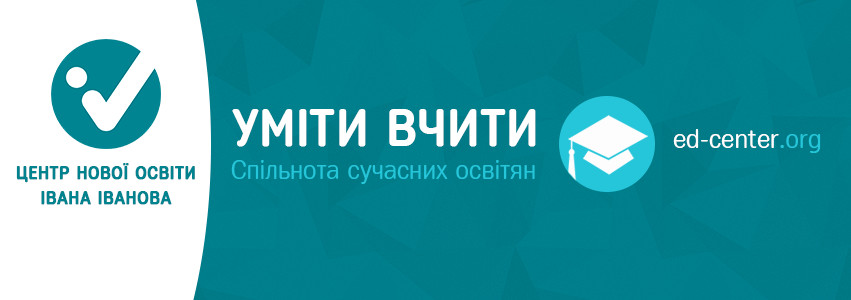 ЦЕНТР НОВОЇ ОСВІТИ
ІВАНА ІВАНОВА
УМІТИ ВЧИТИ
Спільнота сучасних освітян
ed-center.org